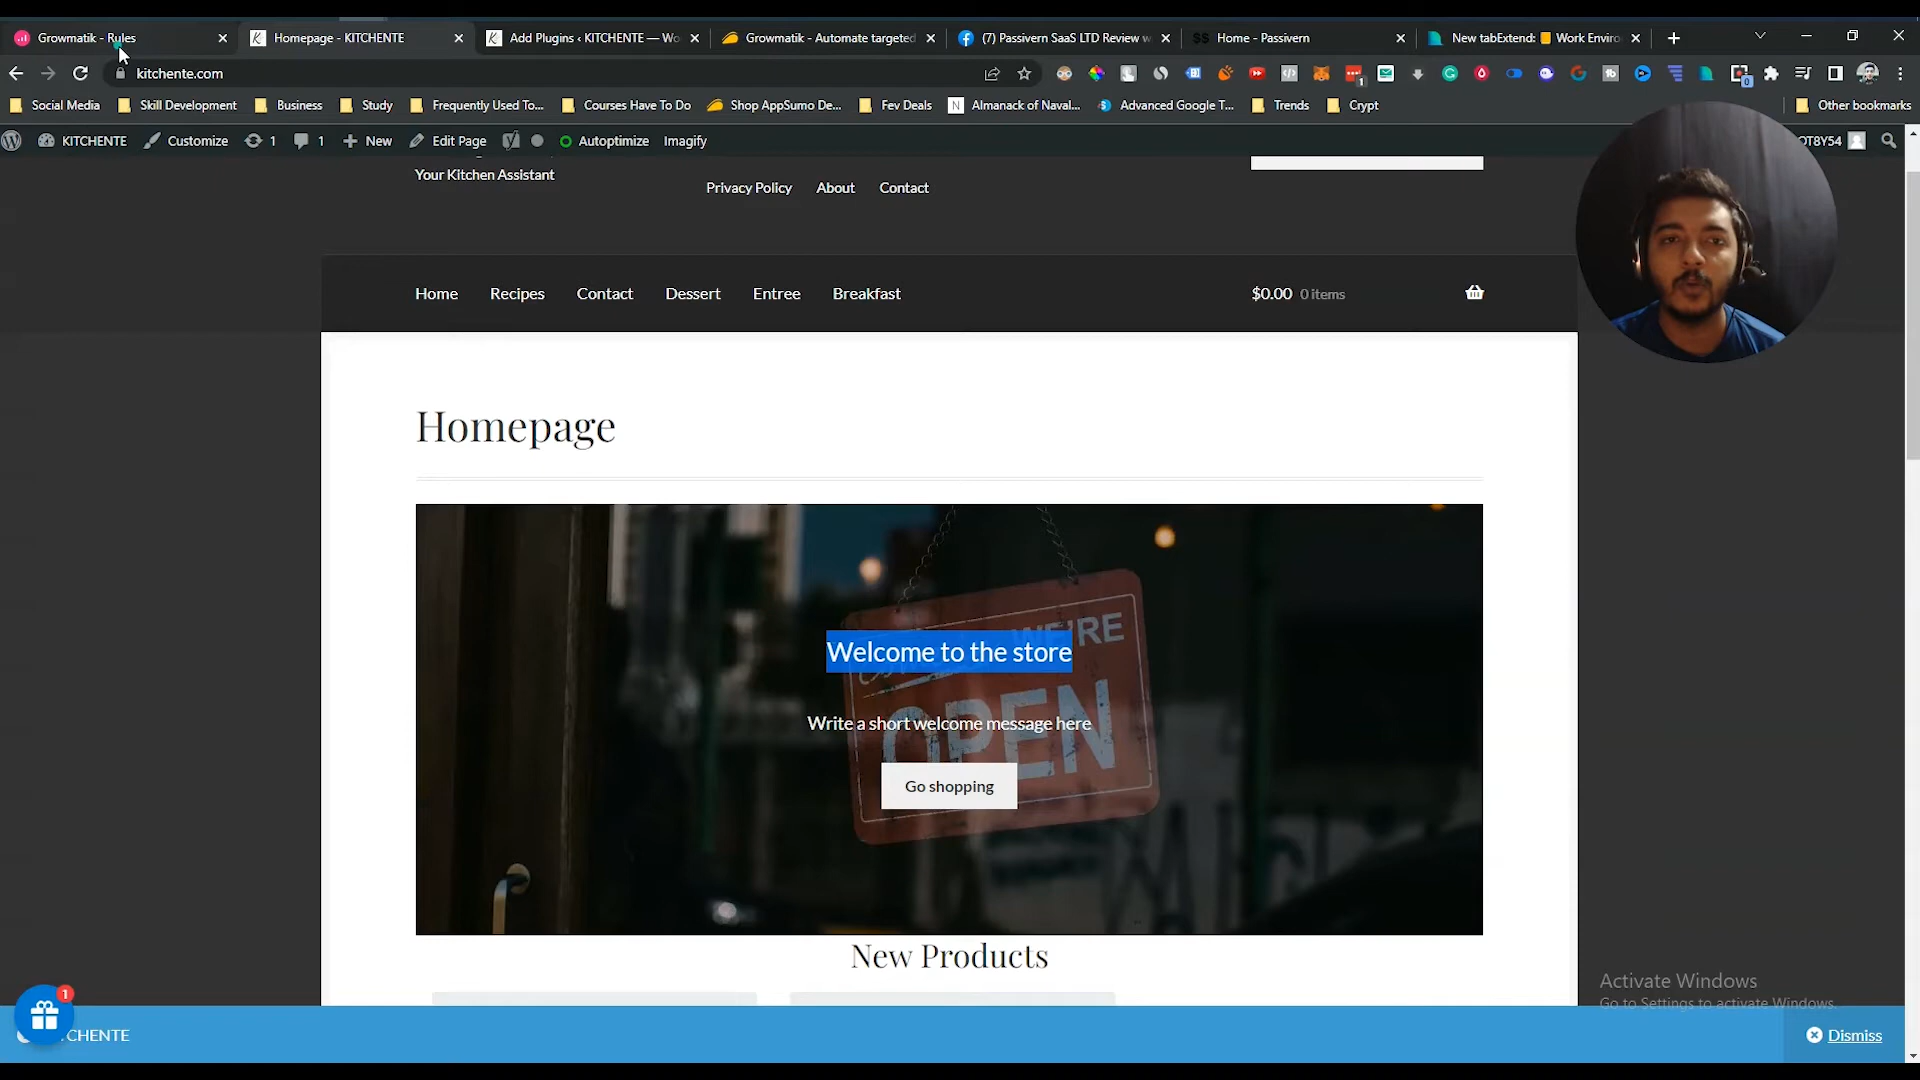 Growmatik - Rules
Homepage - KITCHENTE
Add Plugins ‹ KITCHENTE — Wo
Growmatik - Automate targeted
(7) Passivern SaaS LTD Review w
Home - Passivern
New tabExtend: Work Enviro
kitchente.com
Social Media
Skill Development
Business
Study
Frequently Used To...
Courses Have To Do
Shop AppSumo De...
Fev Deals
Almanack of Naval...
Advanced Google T...
Trends
Crypt
Other bookmarks
KITCHENTE
Customize
1
1
New
Edit Page
Autoptimize
Imagify
OT8Y54
Your Kitchen Assistant
Privacy Policy
About
Contact
Home
Recipes
Contact
Dessert
Entree
Breakfast
$0.00 0 items
Homepage
WE'RE
Welcome to the store
OPEN
Write a short welcome message here
Go shopping
New Products
Activate Windows
Go to Settings to activate Windows.
1
CHENTE
Dismiss